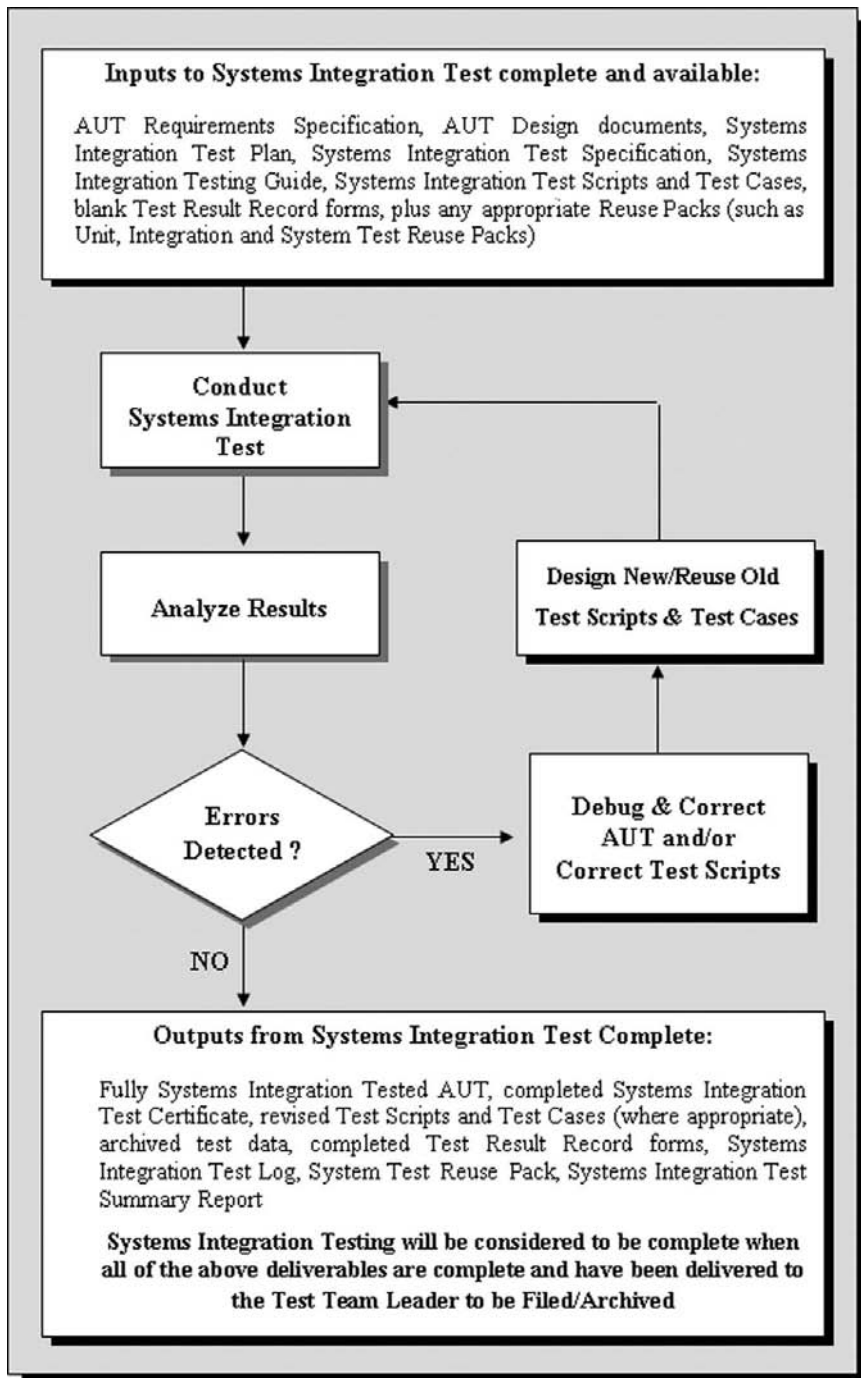 Inputs to Systems Integration Test complete and available:
AUT Requirements Specification, AUT Design documents, Systems
Integration Test Plan, Systems Integration Test Specification, Systems
Integration Testing Guide, Systems Integration Test Scripts and Test Cases,
blank Test Result Record forms, plus any appropriate Reuse Packs (such as
Unit, Integration and System Test Reuse Packs)
Conduct
Systems Integration
Test
Analyze Results
Errors
Detected ?
YES
Debug & Correct
AUT and/or
Correct Test Scripts
Design New/Reuse Old
Test Scripts & Test Cases
NO
Outputs from Systems Integration Test Complete:
Fully Systems Integration Tested AUT, completed Systems Integration
Test Certificate, revised Test Scripts and Test Cases (where appropriate),
archived test data, completed Test Result Record forms, Systems
Integration Test Log, System Test Reuse Pack, Systems Integration Test
Summary Report
Systems Integration Testing will be considered to be complete when
all of the above deliverables are complete and have been delivered to
the Test Team Leader to be Filed/Archived